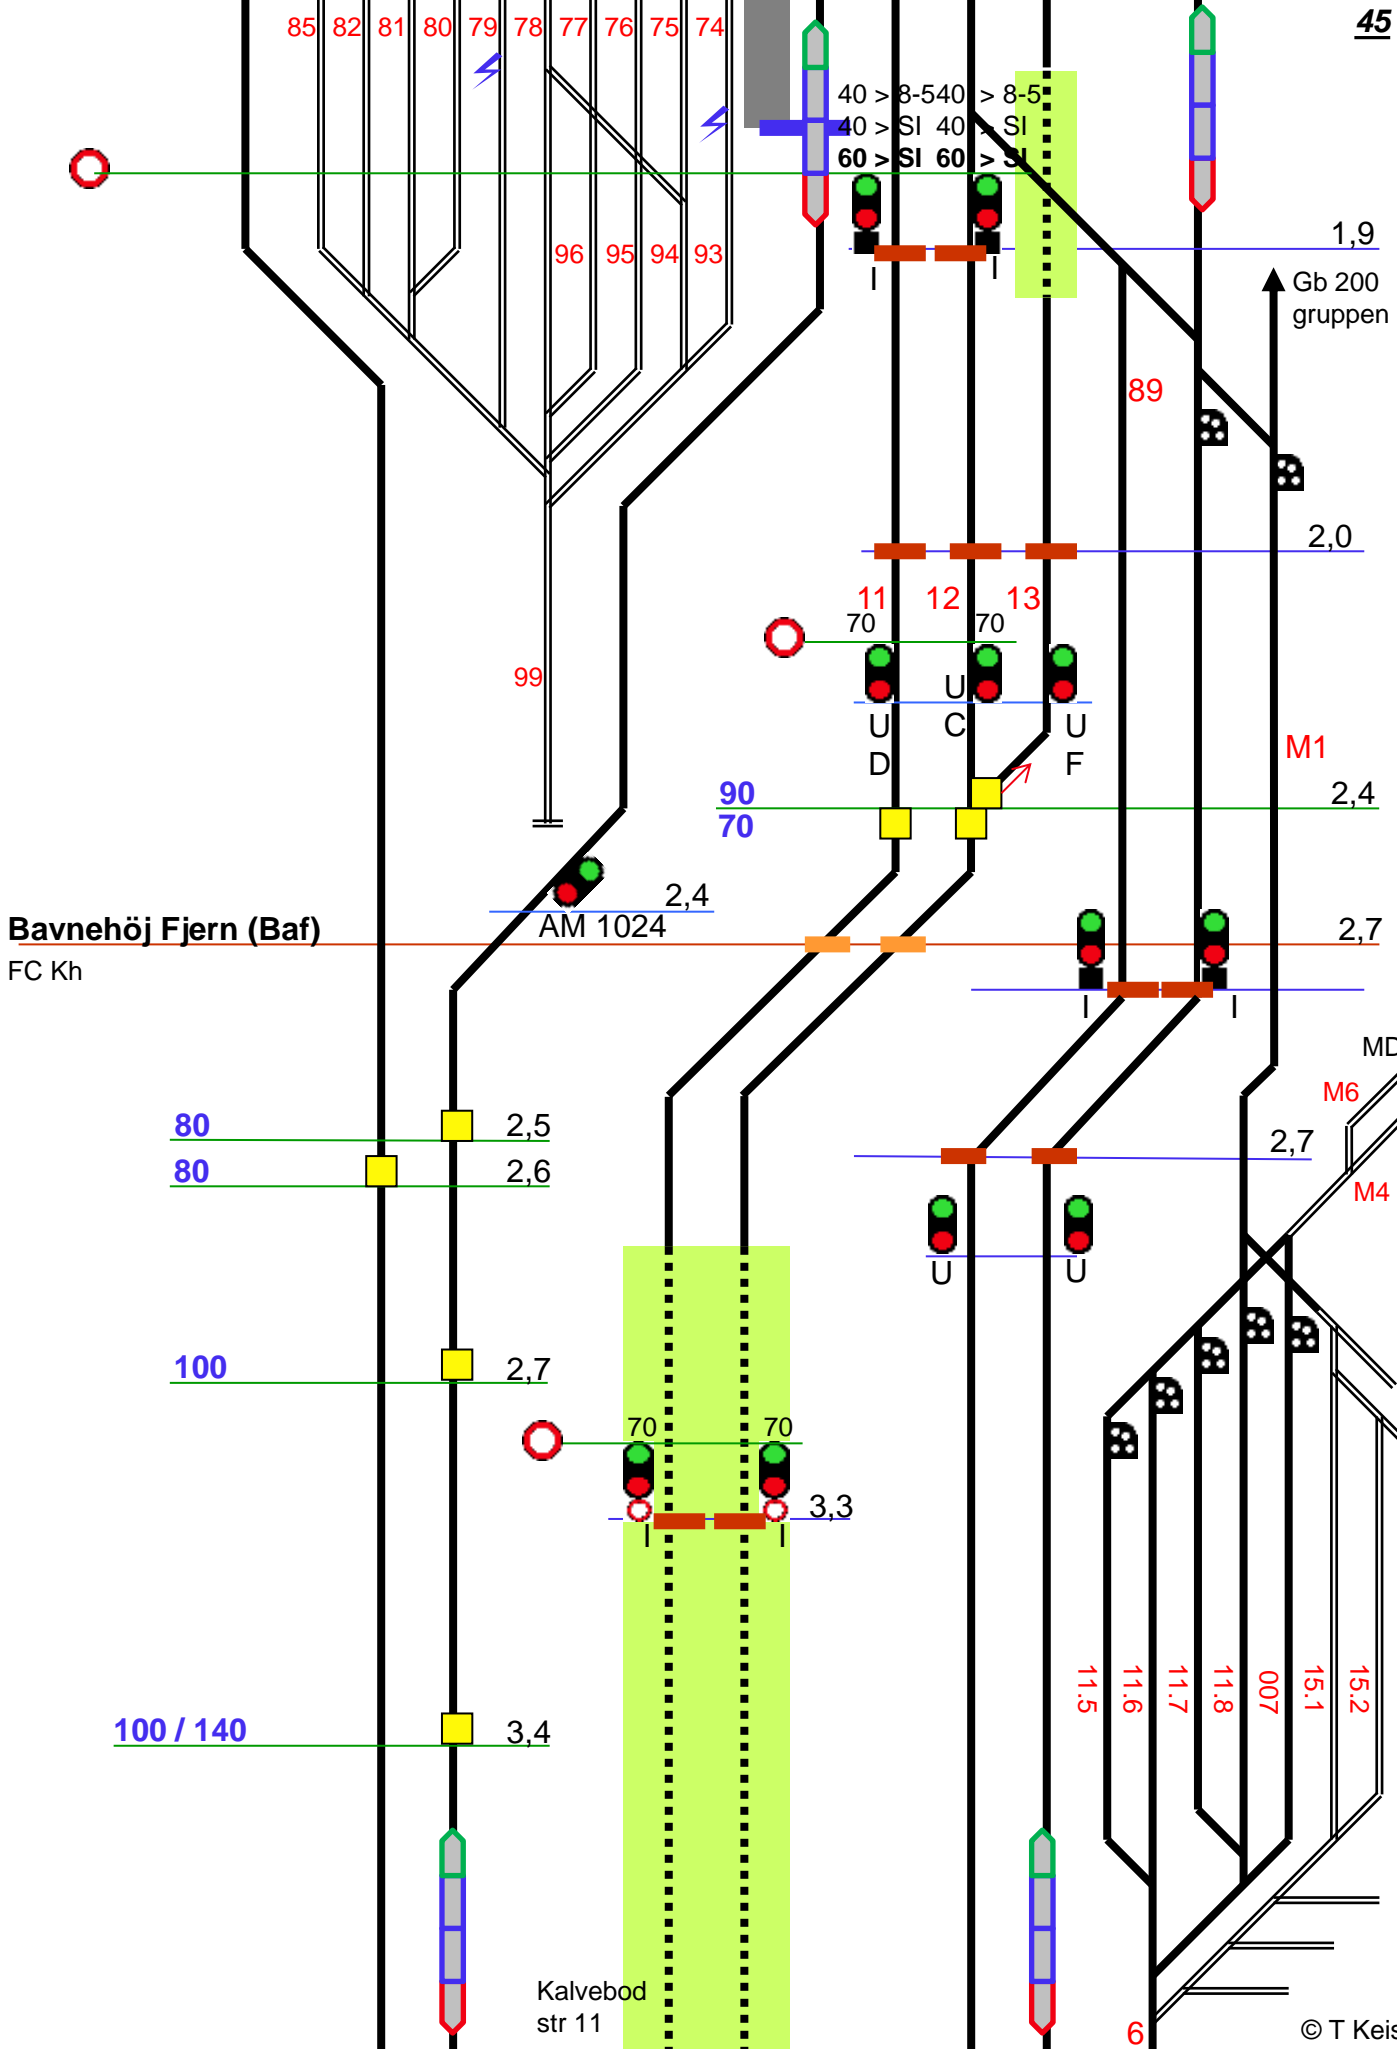 45
85 82 81 80 79 78 77 76 75 74
40 > 8-5 40 > 8-5
40 > SI 40 > SI
60 > SI 60 > SI
96 95 94 93
1,9
I I
Gb 200
gruppen
89
2,0
11 12 13
70 70
99
U U U
D C F
M1
90
2,4
70
2,4
AM 1024
Bavnehöj Fjern (Baf)
2,7
FC Kh
I I
MD
M6
80 2,5
2,7
80 2,6
M4
U U
100 2,7
70 70
3,3
I I
11.5 11.6 11.7 11.8 007 15.1 15.2
100 / 140 3,4
Kalvebod
str 11
6
© T Keis